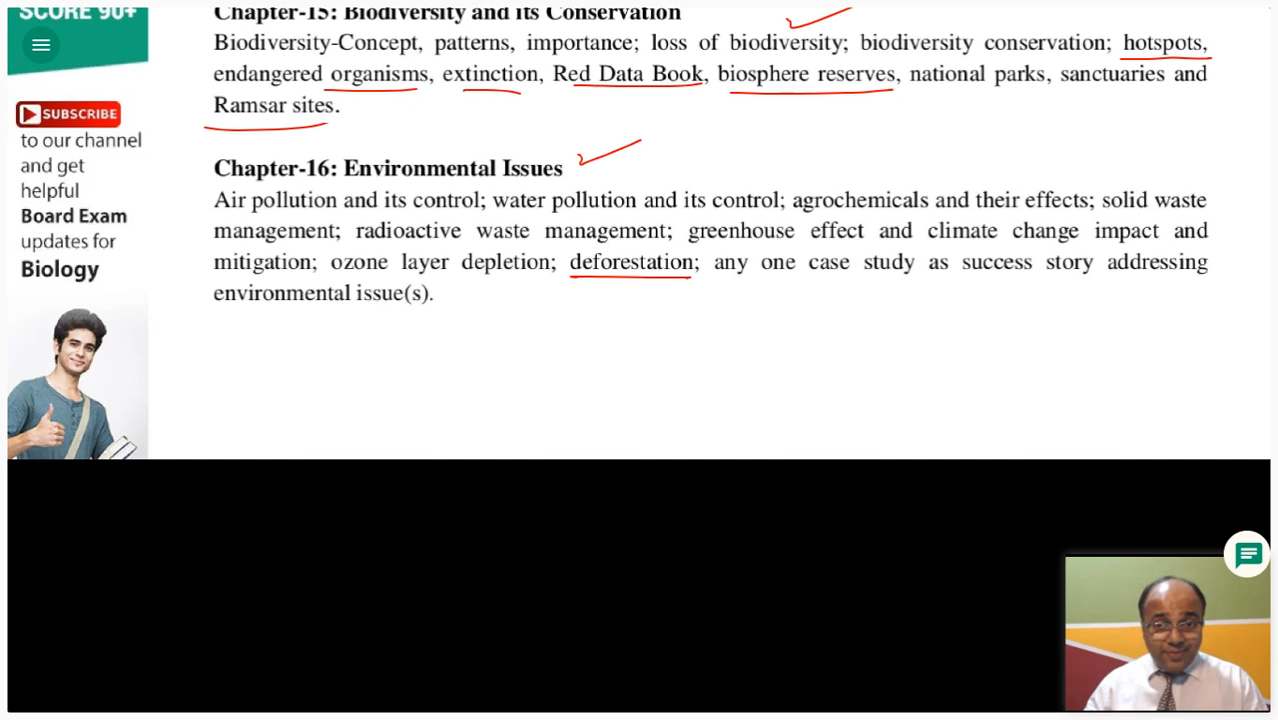 SCORE 90+
Chapter-15: Biodiversity and its Conservation
Biodiversity-Concept, patterns, importance; loss of biodiversity; biodiversity conservation; hotspots,
endangered organisms, extinction, Red Data Book, biosphere reserves, national parks, sanctuaries and
Ramsar sites.
SUBSCRIBE
to our channel
and get
helpful
Board Exam
updates for
Biology
Chapter-16: Environmental Issues
Air pollution and its control; water pollution and its control; agrochemicals and their effects; solid waste
management; radioactive waste management; greenhouse effect and climate change impact and
mitigation; ozone layer depletion; deforestation; any one case study as success story addressing
environmental issue(s).